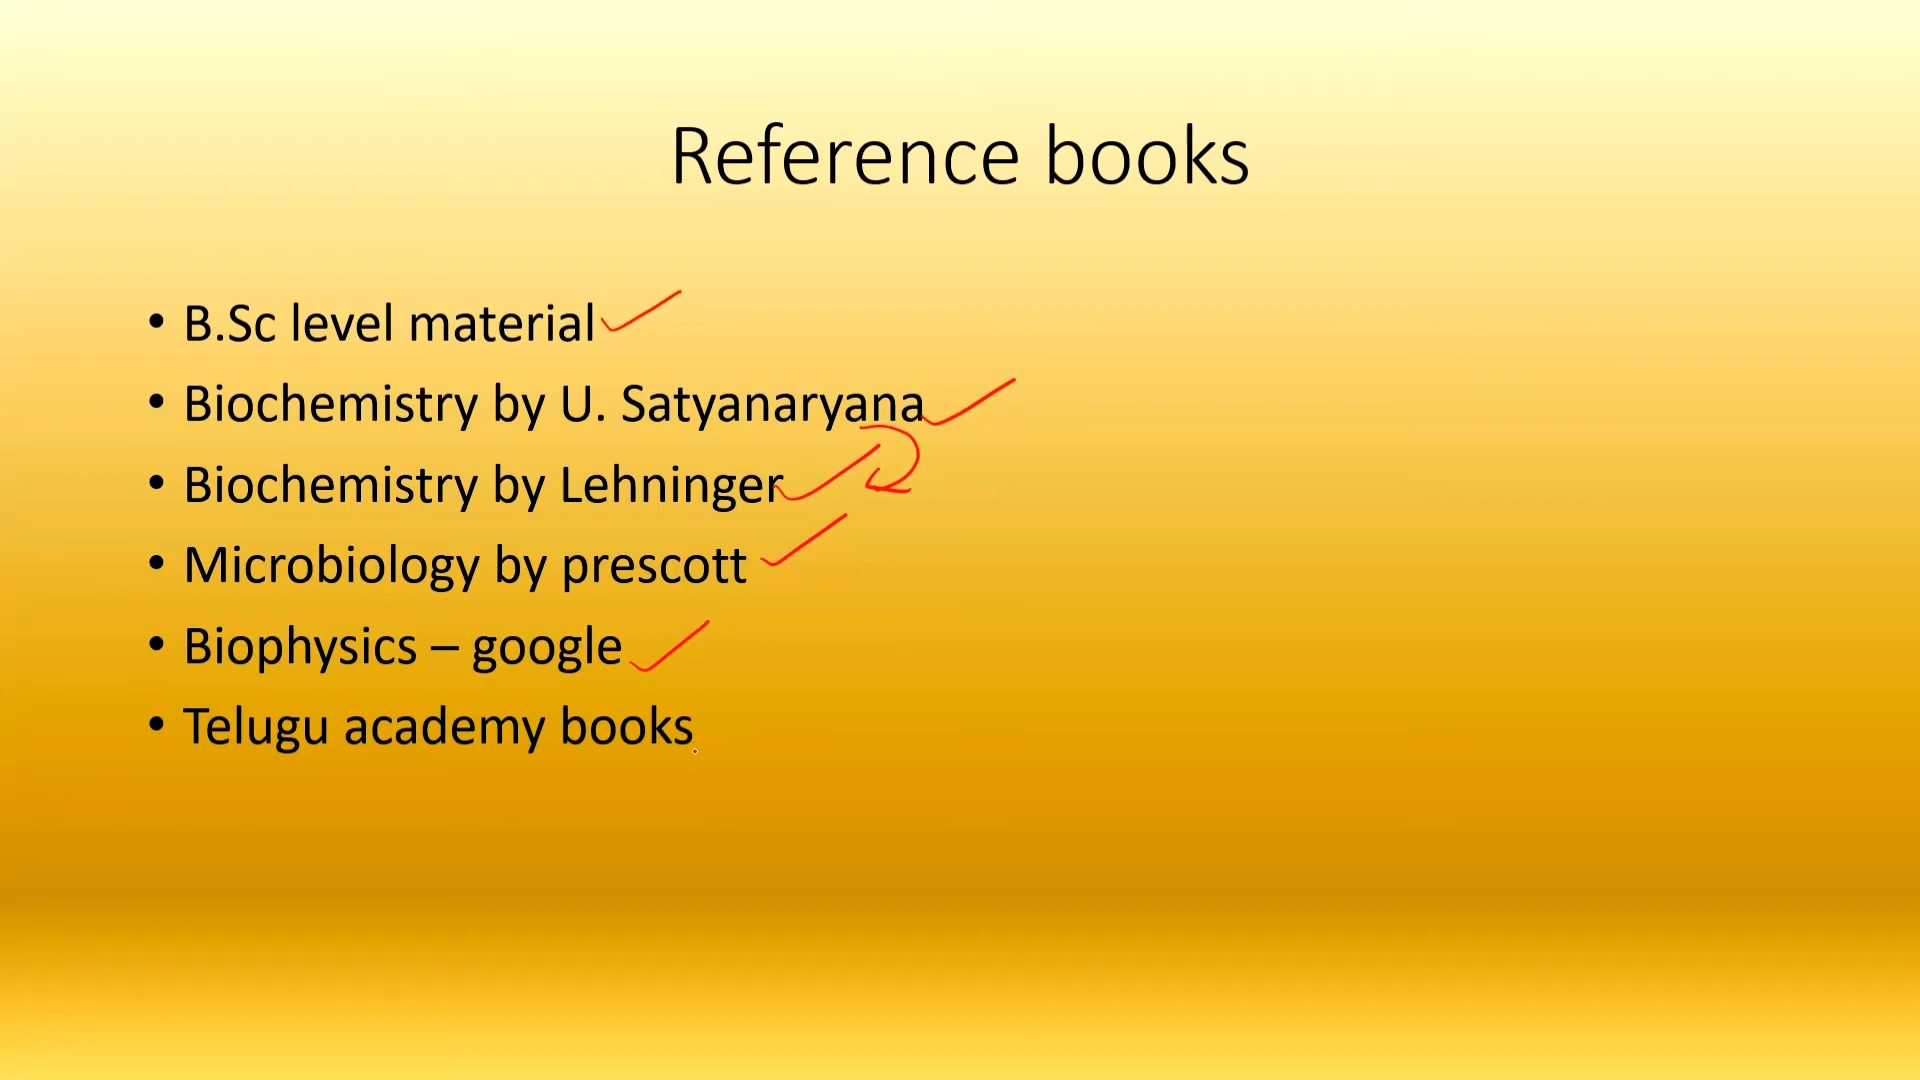 Reference books
• B.Sc level material
• Biochemistry by U. Satyanaryana
• Biochemistry by Lehninger
• Microbiology by prescott
• Biophysics – google
• Telugu academy books